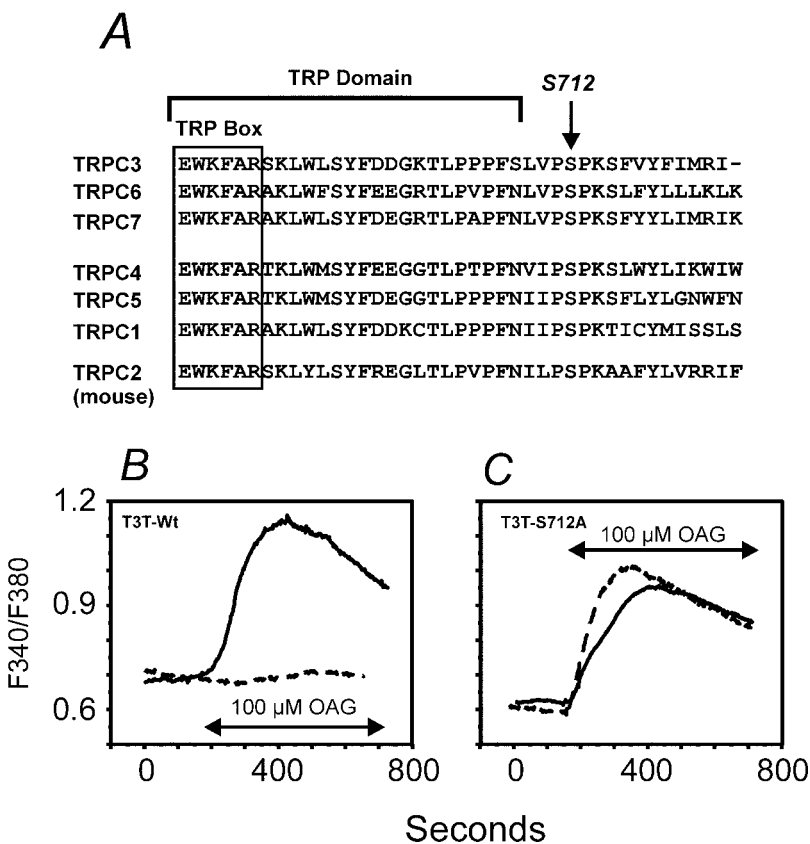 A
TRP Domain
S712
TRP Box
TRPC3 EWKFARSKLWLSYFDDGKTLPPPFSLVPSPKSFVYFIMRI-
TRPC6 EWKFARAKLWFSYFEEGRTLPVPFNLVPSPKSLFYLLLKLK
TRPC7 EWKFARAKLWLSYFDEGRTLPAPFNLVPSPKSFYYLIMRIK
TRPC4 EWKFARTKLWMSYFEEGGTLPTPFNVIPSPKSLWYLIKWIW
TRPC5 EWKFARTKLWMSYFDEGGTLPPPFNIIPSPKSFLYLGNWFN
TRPC1 EWKFARAKLWLSYFDDKCTLPPPFNIIPSPKTICYMISSLS
TRPC2 EWKFARSKLYLSYFREGLTLPVPFNILPSPKAAFYLVRRIF
(mouse)
B
C
T3T-Wt
T3T-S712A
100 µM OAG
100 µM OAG
F340/F380
1.2
0.9
0.6
0 400 800
0 400 800
Seconds